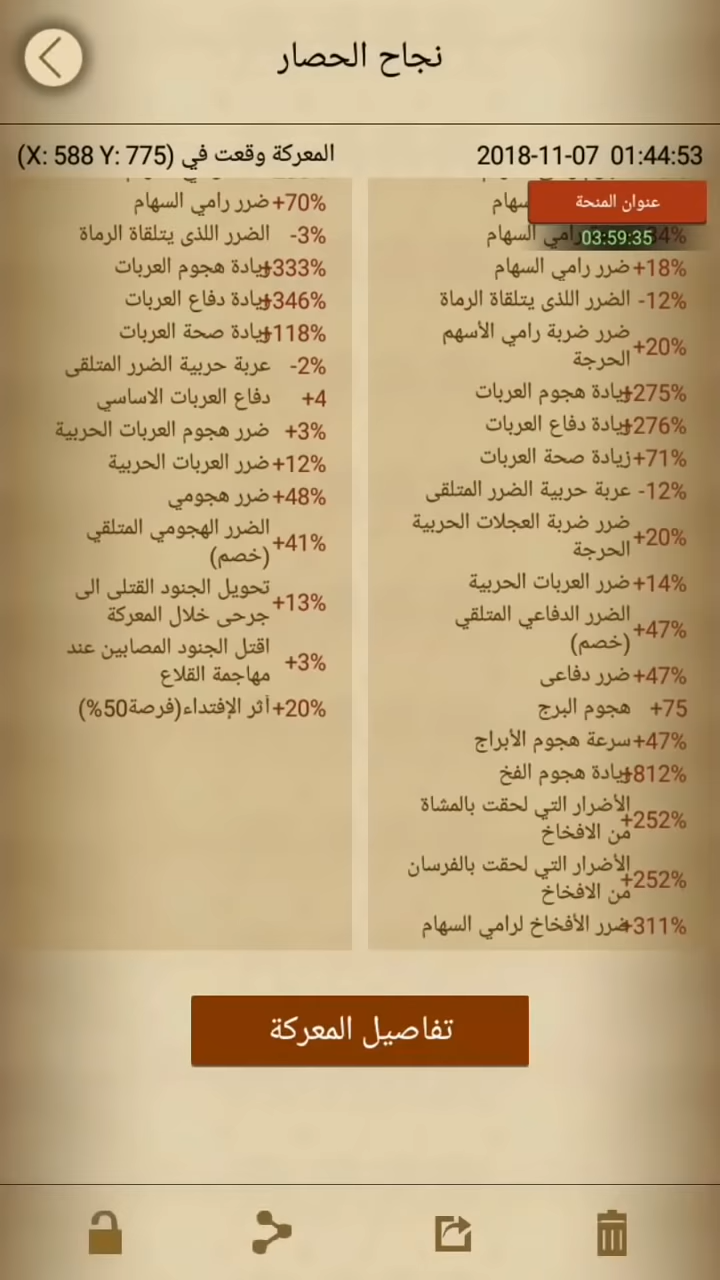 نجاح الحصار
المعركة وقعت في (X: 588 Y: 775)
2018-11-07 01:44:53
عنوان المنحة
03:59:35
سهام
34% رامي السهام
+18% ضرر رامي السهام
-12% الضرر اللذى يتلقاة الرماة
+20% ضرر ضربة رامي الأسهم
الحرجة
+275% زيادة هجوم العربات
+276% زيادة دفاع العربات
+71% زيادة صحة العربات
-12% عربة حربية الضرر المتلقى
+20% ضرر ضربة العجلات الحربية
الحرجة
+14% ضرر العربات الحربية
+47% الضرر الدفاعي المتلقي
(خصم)
+47% ضرر دفاعى
+75 هجوم البرج
+47% سرعة هجوم الأبراج
+812% زيادة هجوم الفخ
+252% الأضرار التي لحقت بالمشاة
من الافخاخ
+252% الأضرار التي لحقت بالفرسان
من الافخاخ
+311% ضرر الأفخاخ لرامي السهام
+70% ضرر رامي السهام
-3% الضرر اللذى يتلقاة الرماة
+333% زيادة هجوم العربات
+346% زيادة دفاع العربات
+118% زيادة صحة العربات
-2% عربة حربية الضرر المتلقى
+4 دفاع العربات الاساسي
+3% ضرر هجوم العربات الحربية
+12% ضرر العربات الحربية
+48% ضرر هجومي
+41% الضرر الهجومي المتلقي
(خصم)
+13% تحويل الجنود القتلى الى
جرحى خلال المعركة
+3% اقتل الجنود المصابين عند
مهاجمة القلاع
+20% أثر الإفتداء(فرصة50%)
تفاصيل المعركة